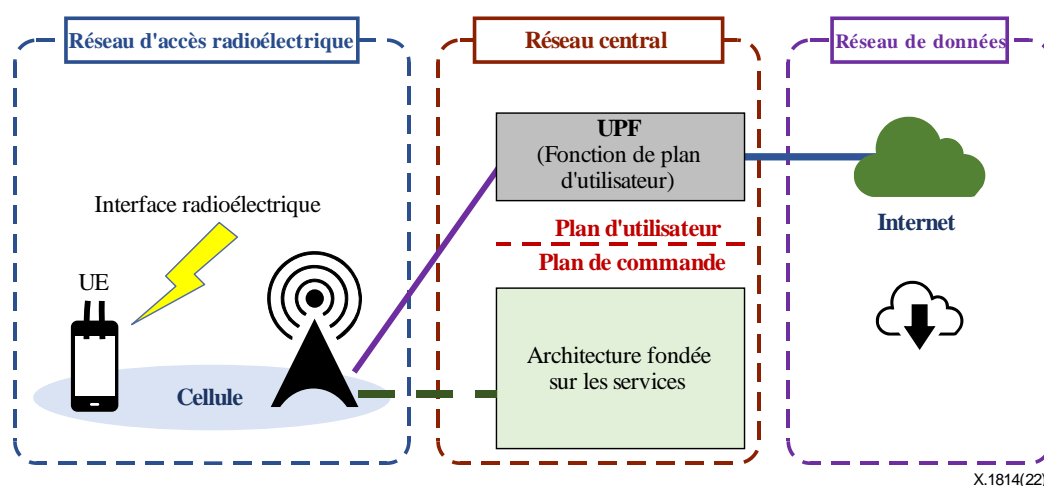 Réseau d'accès radioélectrique
Réseau central
Réseau de données
UPF
(Fonction de plan
d'utilisateur)
Interface radioélectrique
Plan d'utilisateur
Internet
Plan de commande
UE
Architecture fondée
sur les services
Cellule
X.1814(22)